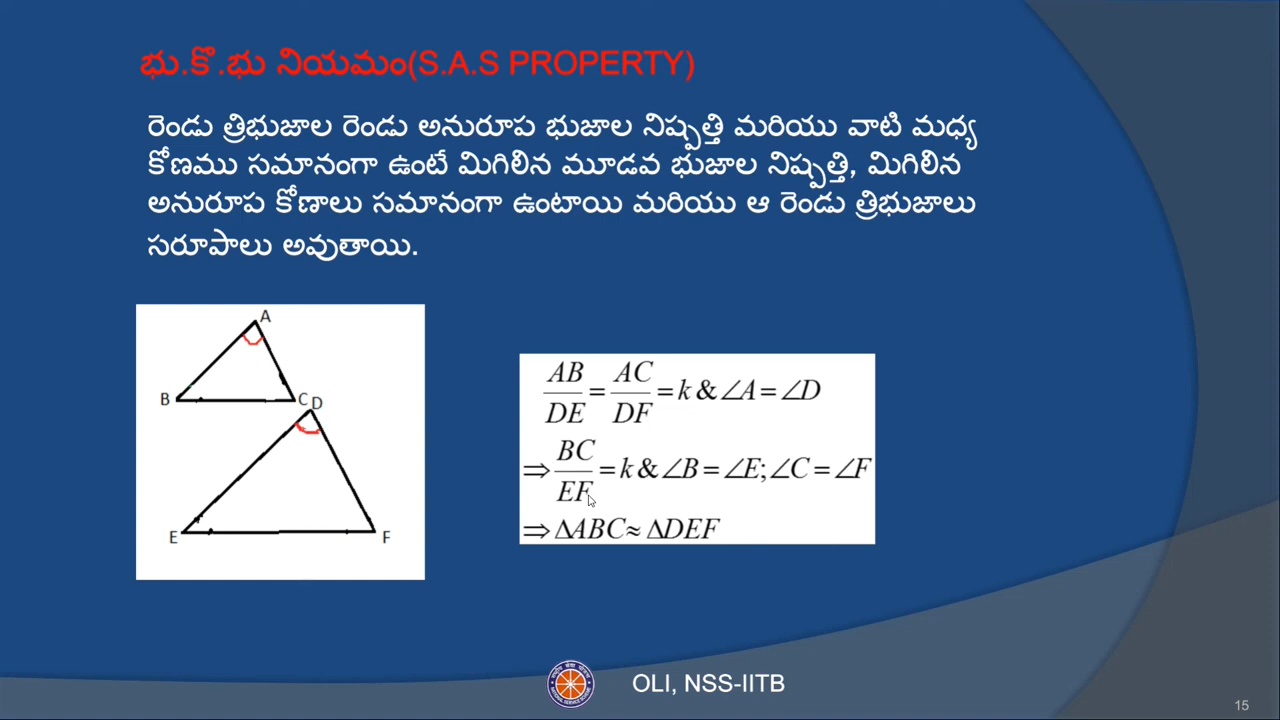 భు.కొ.భు నియమం(S.A.S PROPERTY)
రెండు త్రిభుజాల రెండు అనురూప భుజాల నిష్పత్తి మరియు వాటి మధ్య
కోణము సమానంగా ఉంటే మిగిలిన మూడవ భుజాల నిష్పత్తి, మిగిలిన
అనురూప కోణాలు సమానంగా ఉంటాయి మరియు ఆ రెండు త్రిభుజాలు
సరూపాలు అవుతాయి.
A
B
C
D
E
F
AB/DE = AC/DF = k & ∠A = ∠D
⇒ BC/EF = k & ∠B = ∠E; ∠C = ∠F
⇒ ΔABC ≈ ΔDEF
OLI, NSS-IITB
15